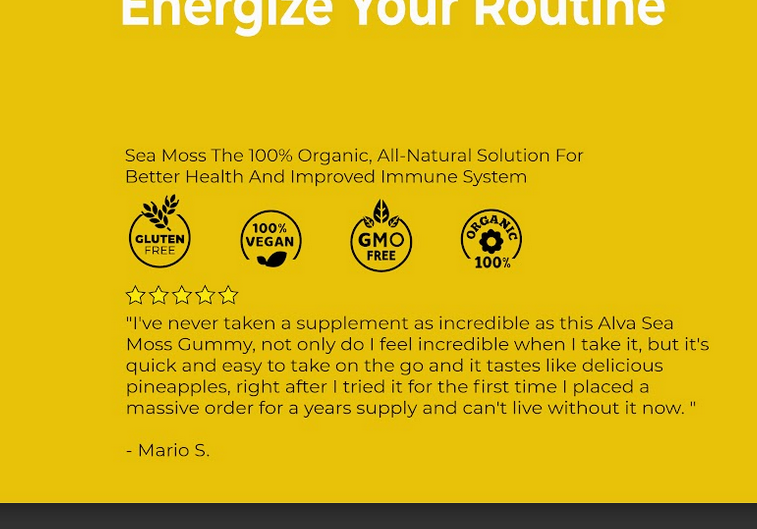 Energize Your Routine
Sea Moss The 100% Organic, All-Natural Solution For
Better Health And Improved Immune System
GLUTEN
FREE
100%
VEGAN
GMO
FREE
ORGANIC
100%
"I've never taken a supplement as incredible as this Alva Sea
Moss Gummy, not only do I feel incredible when I take it, but it's
quick and easy to take on the go and it tastes like delicious
pineapples, right after I tried it for the first time I placed a
massive order for a years supply and can't live without it now. "
- Mario S.